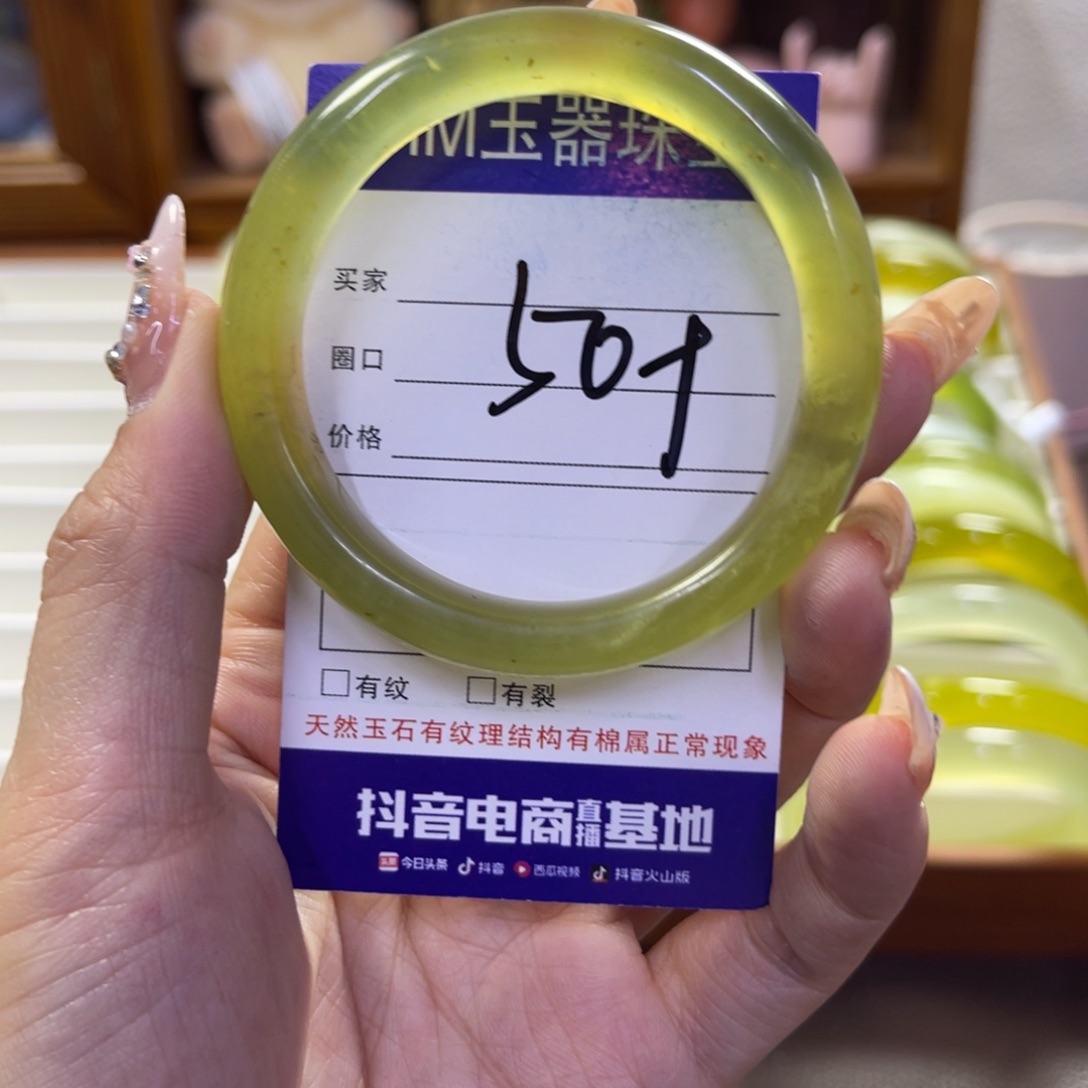 玉器珠
买家
圈口
价格
□有纹 □有裂
天然玉石有纹理结构有棉属正常现象
抖音电商直播基地
今日头条 抖音 西瓜视频 抖音火山版